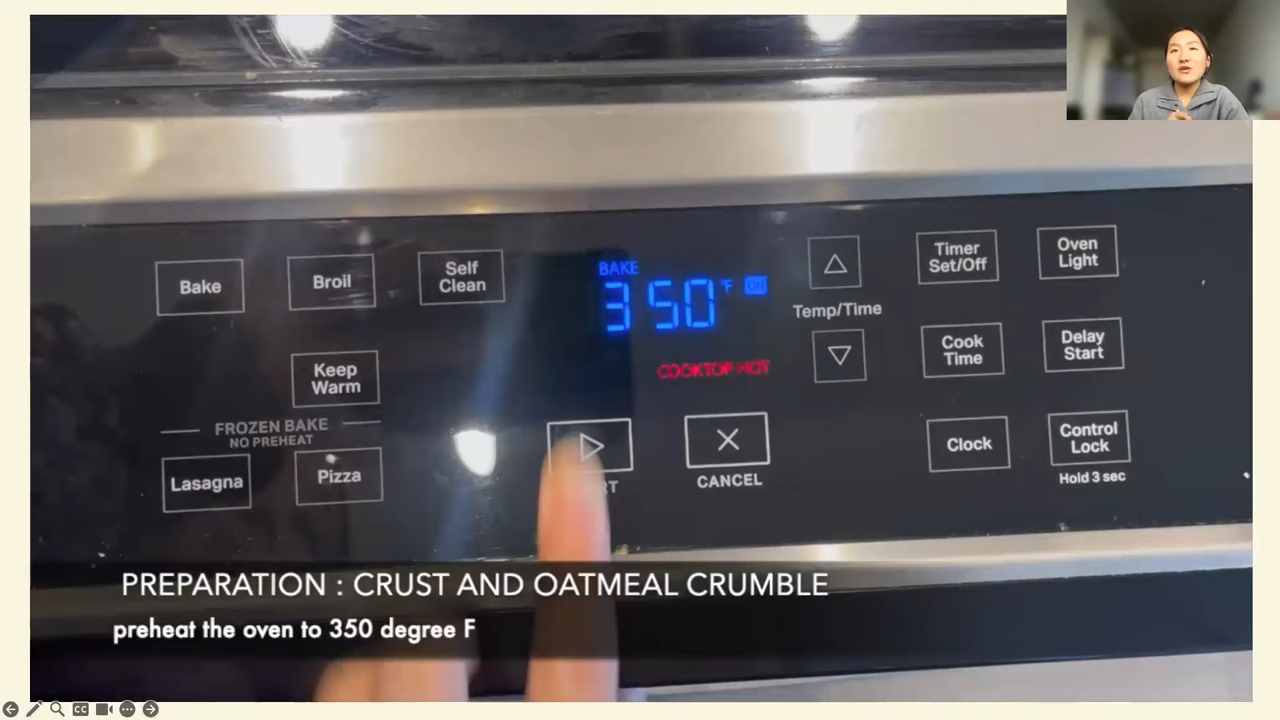 Bake
Broil
Self
Clean
BAKE
350 °F ON
COOKTOP HOT
Temp/Time
Timer
Set/Off
Oven
Light
Keep
Warm
Cook
Time
Delay
Start
FROZEN BAKE
NO PREHEAT
Lasagna
Pizza
CANCEL
Clock
Control
Lock
Hold 3 sec
PREPARATION : CRUST AND OATMEAL CRUMBLE
preheat the oven to 350 degree F
CC